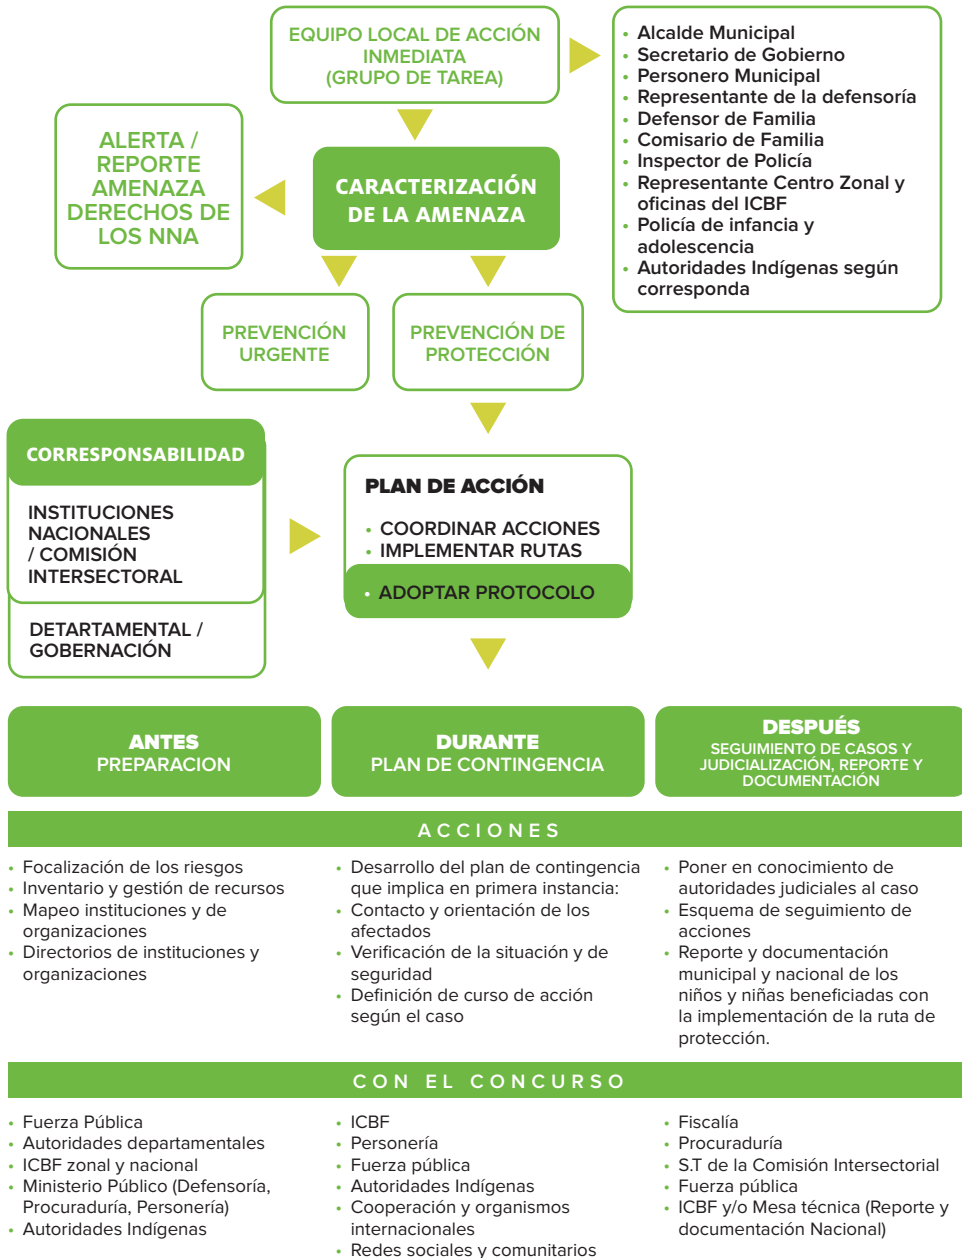 EQUIPO LOCAL DE ACCIÓN
INMEDIATA
(GRUPO DE TAREA)
• Alcalde Municipal
• Secretario de Gobierno
• Personero Municipal
• Representante de la defensoría
• Defensor de Familia
• Comisario de Familia
• Inspector de Policía
• Representante Centro Zonal y
oficinas del ICBF
• Policía de infancia y
adolescencia
• Autoridades Indígenas según
corresponda
ALERTA /
REPORTE
AMENAZA
DERECHOS DE
LOS NNA
CARACTERIZACIÓN
DE LA AMENAZA
PREVENCIÓN
URGENTE
PREVENCIÓN DE
PROTECCIÓN
CORRESPONSABILIDAD
INSTITUCIONES
NACIONALES
/ COMISIÓN
INTERSECTORAL
DETARTAMENTAL /
GOBERNACIÓN
PLAN DE ACCIÓN
• COORDINAR ACCIONES
• IMPLEMENTAR RUTAS
• ADOPTAR PROTOCOLO
ANTES
PREPARACION
DURANTE
PLAN DE CONTINGENCIA
DESPUÉS
SEGUIMIENTO DE CASOS Y
JUDICIALIZACIÓN, REPORTE Y
DOCUMENTACIÓN
ACCIONES
• Focalización de los riesgos
• Inventario y gestión de recursos
• Mapeo instituciones y de
organizaciones
• Directorios de instituciones y
organizaciones
• Desarrollo del plan de contingencia
que implica en primera instancia:
• Contacto y orientación de los
afectados
• Verificación de la situación y de
seguridad
• Definición de curso de acción
según el caso
• Poner en conocimiento de
autoridades judiciales al caso
• Esquema de seguimiento de
acciones
• Reporte y documentación
municipal y nacional de los
niños y niñas beneficiadas con
la implementación de la ruta de
protección.
CON EL CONCURSO
• Fuerza Pública
• Autoridades departamentales
• ICBF zonal y nacional
• Ministerio Público (Defensoría,
Procuraduría, Personería)
• Autoridades Indígenas
• ICBF
• Personería
• Fuerza pública
• Autoridades Indígenas
• Cooperación y organismos
internacionales
• Redes sociales y comunitarios
• Fiscalía
• Procuraduría
• S.T de la Comisión Intersectorial
• Fuerza pública
• ICBF y/o Mesa técnica (Reporte y
documentación Nacional)